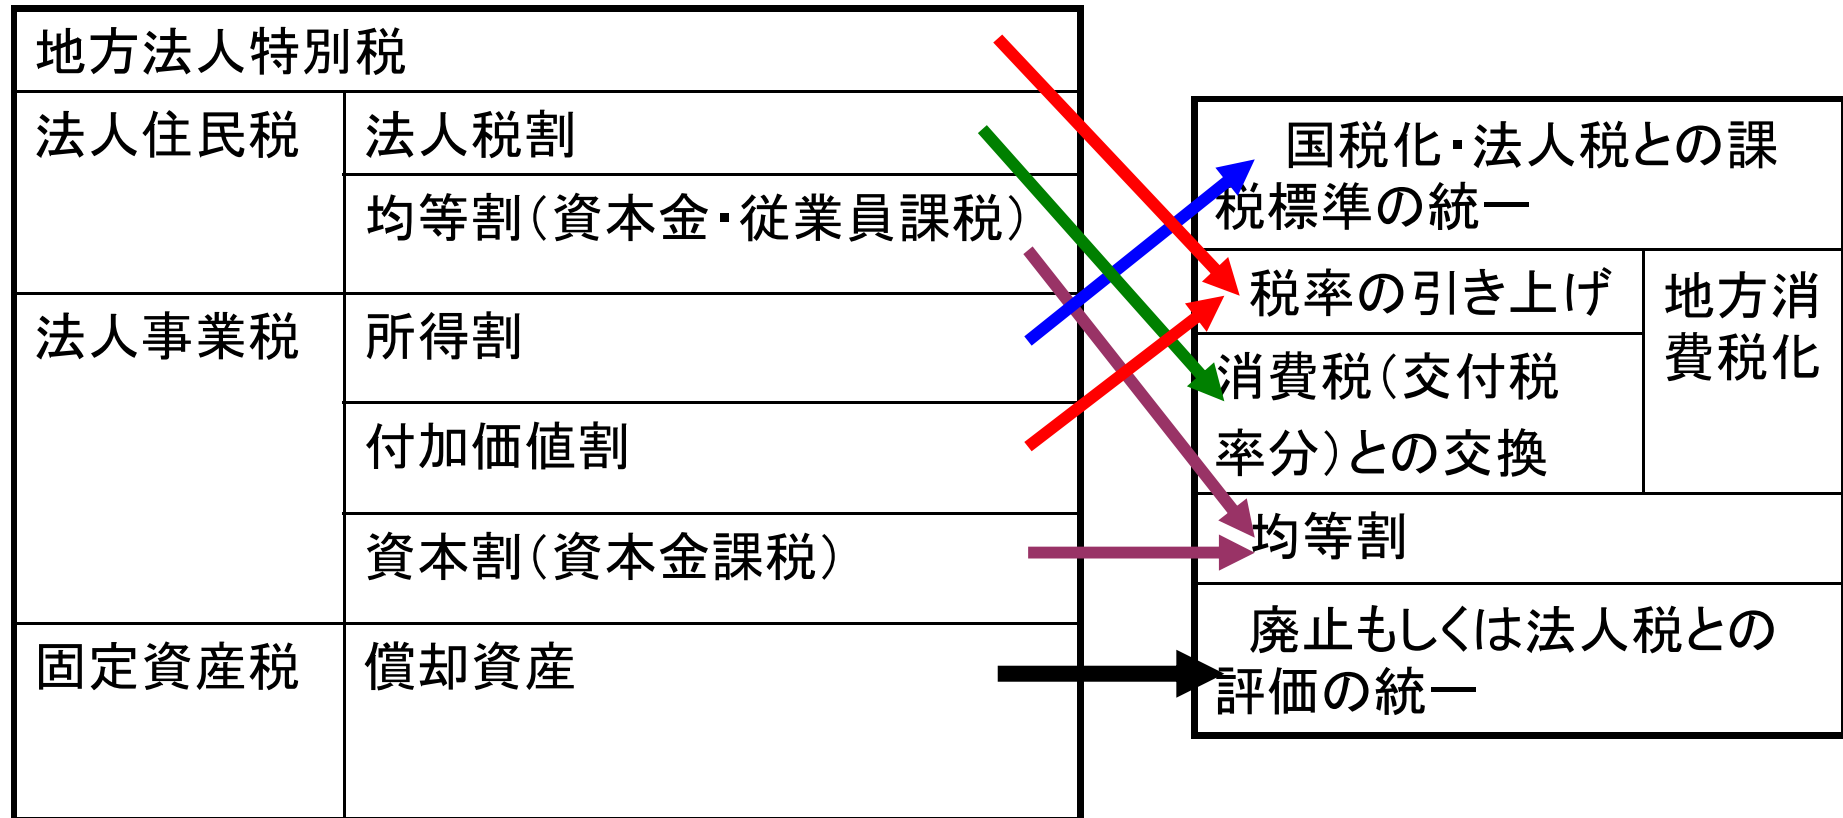 地方法人特別税
法人住民税
法人税割
均等割(資本金・従業員課税)
法人事業税
所得割
付加価値割
資本割(資本金課税)
固定資産税
償却資産
国税化・法人税との課
税標準の統一
税率の引き上げ
消費税(交付税
率分)との交換
地方消
費税化
均等割
廃止もしくは法人税との
評価の統一